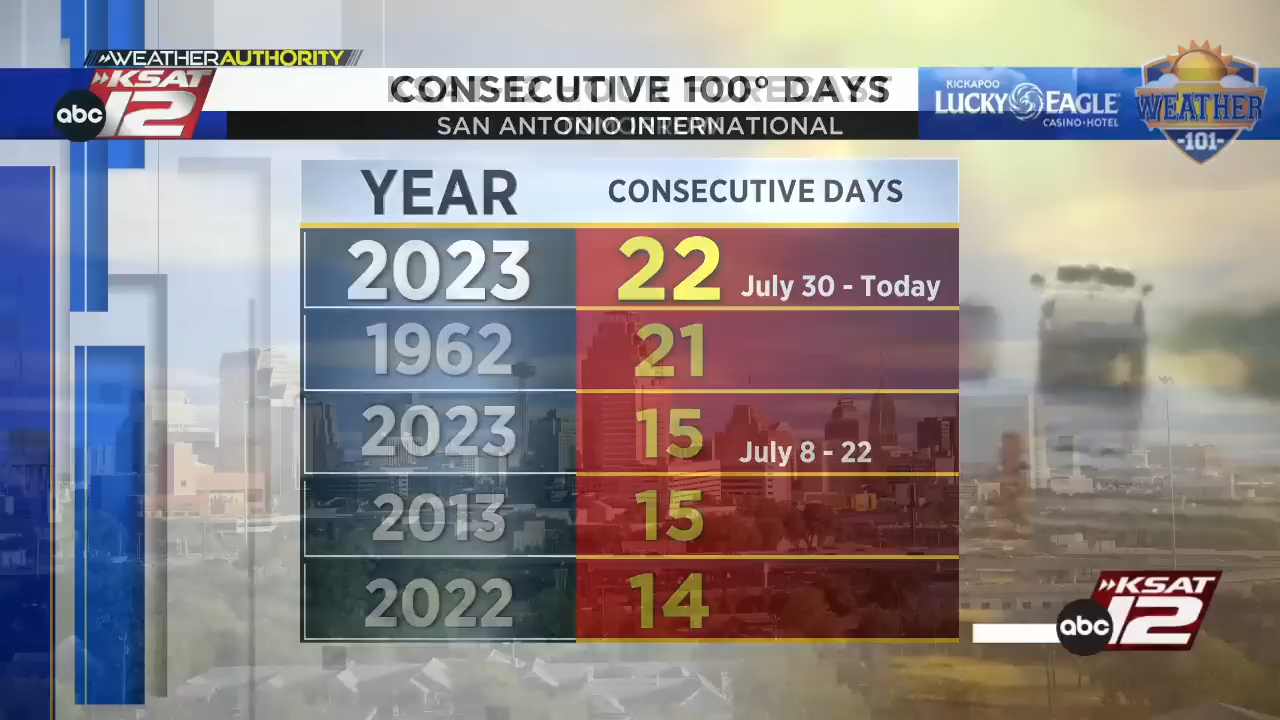 WEATHERAUTHORITY
KSAT
abc 12
CONSECUTIVE 100° DAYS
SAN ANTONIO INTERNATIONAL
KICKAPOO
LUCKY EAGLE
CASINO•HOTEL
WEATHER
-101-
YEAR CONSECUTIVE DAYS
2023 22 July 30 - Today
1962 21
2023 15 July 8 - 22
2013 15
2022 14
KSAT
abc 12